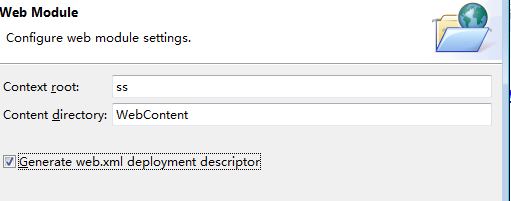 Web Module
Configure web module settings.
Context root: ss
Content directory: WebContent
Generate web.xml deployment descriptor